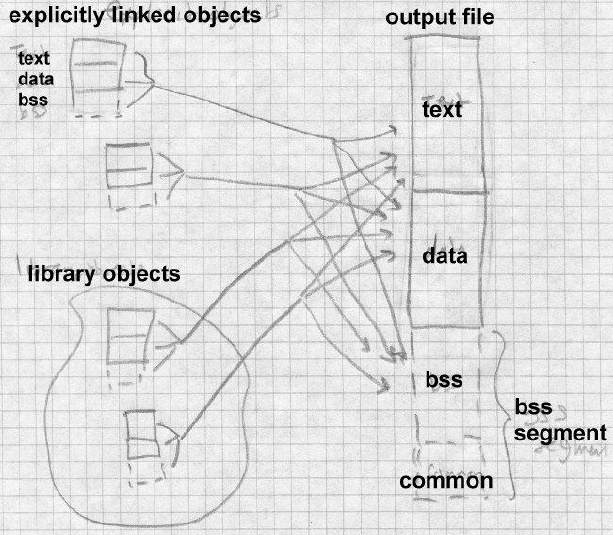 explicitly linked objects
text
data
bss
library objects
output file
text
data
bss
common
bss
segment